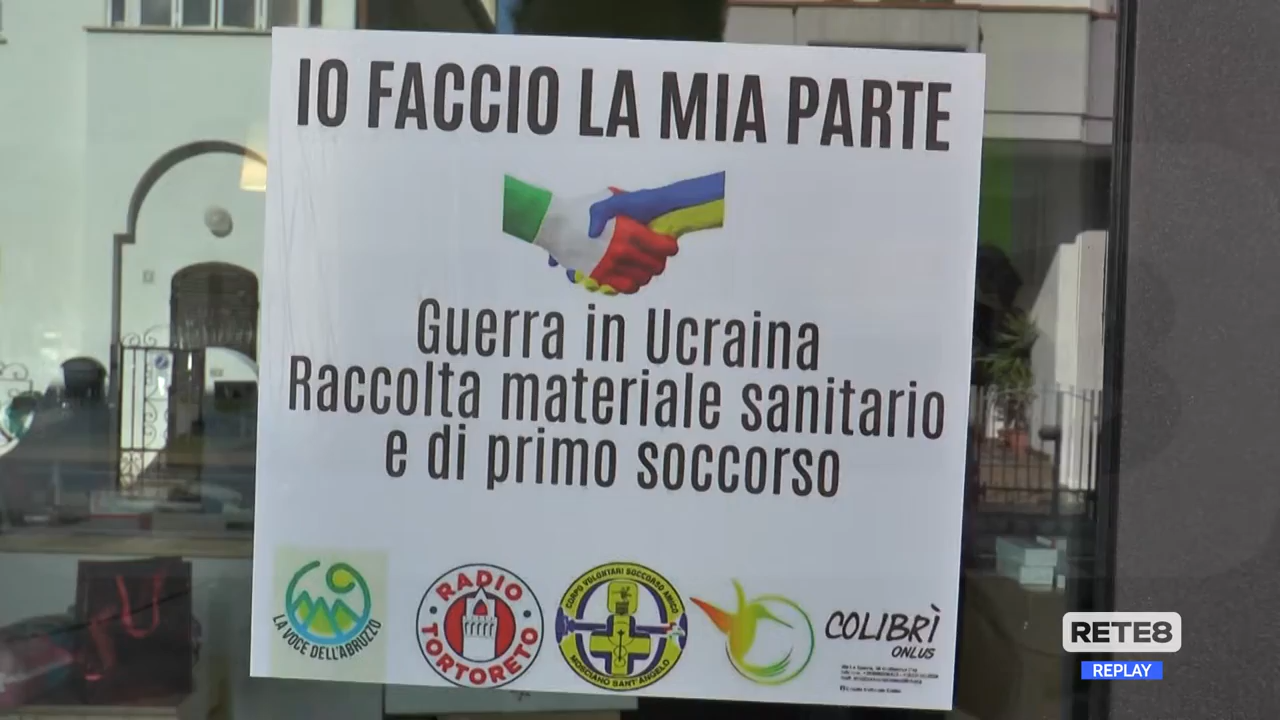 IO FACCIO LA MIA PARTE
Guerra in Ucraina
Raccolta materiale sanitario
e di primo soccorso
LA VOCE DELL'ABRUZZO
RADIO
TORTORETO
CORPO VOLONTARI SOCCORSO AMICO
MOSCIANO SANT'ANGELO
COLIBRÌ
ONLUS
RETE8
REPLAY